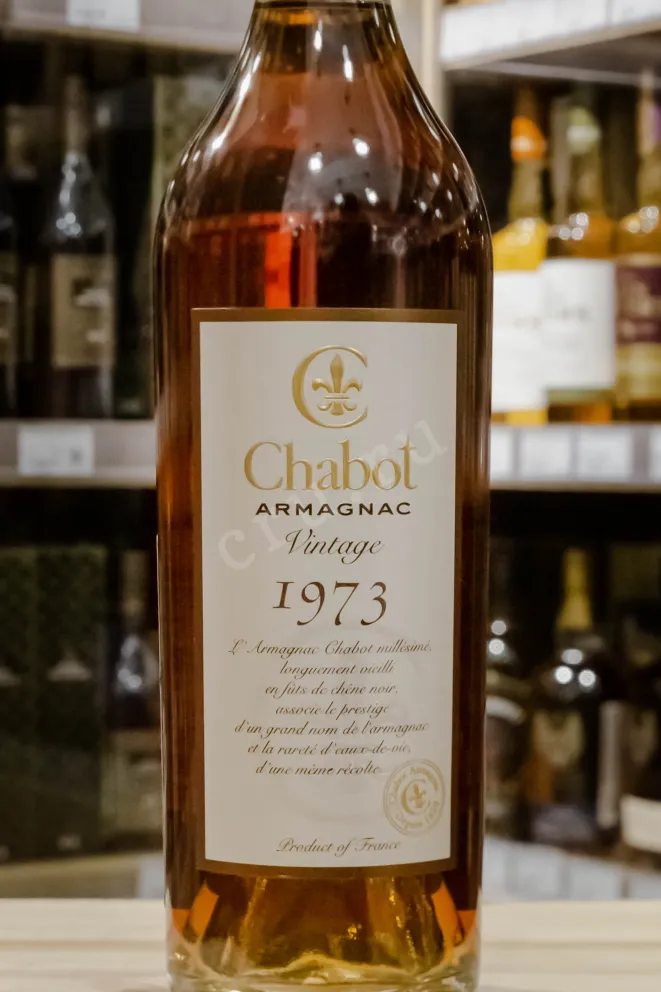 Chabot
ARMAGNAC
Vintage
1973
L'Armagnac Chabot millésimé,
longuement vieilli
en fûts de chêne noir,
associe le prestige
d'un grand nom de l'armagnac
et la rareté d'eaux-de-vie,
d'une même récolte.
Product of France